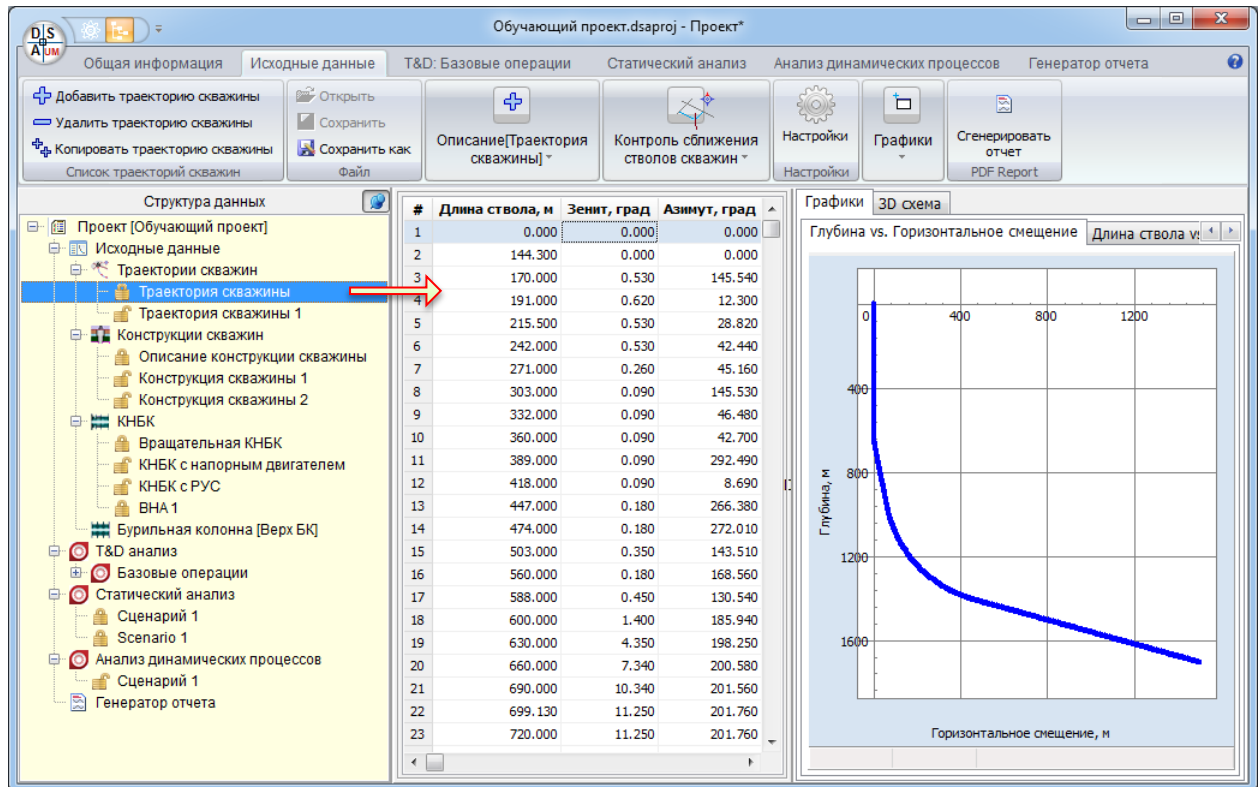 Обучающий проект.dsaproj - Проект*
D S
A UM
Общая информация Исходные данные T&D: Базовые операции Статический анализ Анализ динамических процессов Генератор отчета
Добавить траекторию скважины
Удалить траекторию скважины
Копировать траекторию скважины
Список траекторий скважин
Открыть
Сохранить
Сохранить как
Файл
Описание[Траектория
скважины]
Контроль сближения
стволов скважин
Настройки
Настройки
Графики
Сгенерировать
отчет
PDF Report
Структура данных
Проект [Обучающий проект]
Исходные данные
Траектории скважин
Траектория скважины
Траектория скважины 1
Конструкции скважин
Описание конструкции скважины
Конструкция скважины 1
Конструкция скважины 2
КНБК
Вращательная КНБК
КНБК с напорным двигателем
КНБК с РУС
BHA 1
Бурильная колонна [Верх БК]
T&D анализ
Базовые операции
Статический анализ
Сценарий 1
Scenario 1
Анализ динамических процессов
Сценарий 1
Генератор отчета
# Длина ствола, м Зенит, град Азимут, град
1 0.000 0.000 0.000
2 144.300 0.000 0.000
3 170.000 0.530 145.540
4 191.000 0.620 12.300
5 215.500 0.530 28.820
6 242.000 0.530 42.440
7 271.000 0.260 45.160
8 303.000 0.090 145.530
9 332.000 0.090 46.480
10 360.000 0.090 42.700
11 389.000 0.090 292.490
12 418.000 0.090 8.690
13 447.000 0.180 266.380
14 474.000 0.180 272.010
15 503.000 0.350 143.510
16 560.000 0.180 168.560
17 588.000 0.450 130.540
18 600.000 1.400 185.940
19 630.000 4.350 198.250
20 660.000 7.340 200.580
21 690.000 10.340 201.560
22 699.130 11.250 201.760
23 720.000 11.250 201.760
Графики 3D схема
Глубина vs. Горизонтальное смещение Длина ствола vs
0 400 800 1200
400
800
1200
1600
Глубина, м
Горизонтальное смещение, м